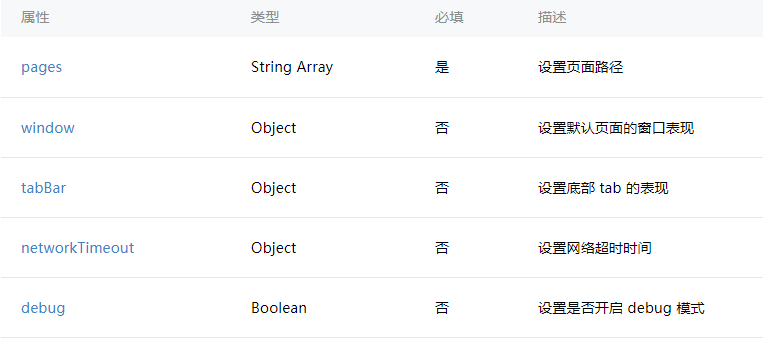 属性 类型 必填 描述
pages String Array 是 设置页面路径
window Object 否 设置默认页面的窗口表现
tabBar Object 否 设置底部 tab 的表现
networkTimeout Object 否 设置网络超时时间
debug Boolean 否 设置是否开启 debug 模式